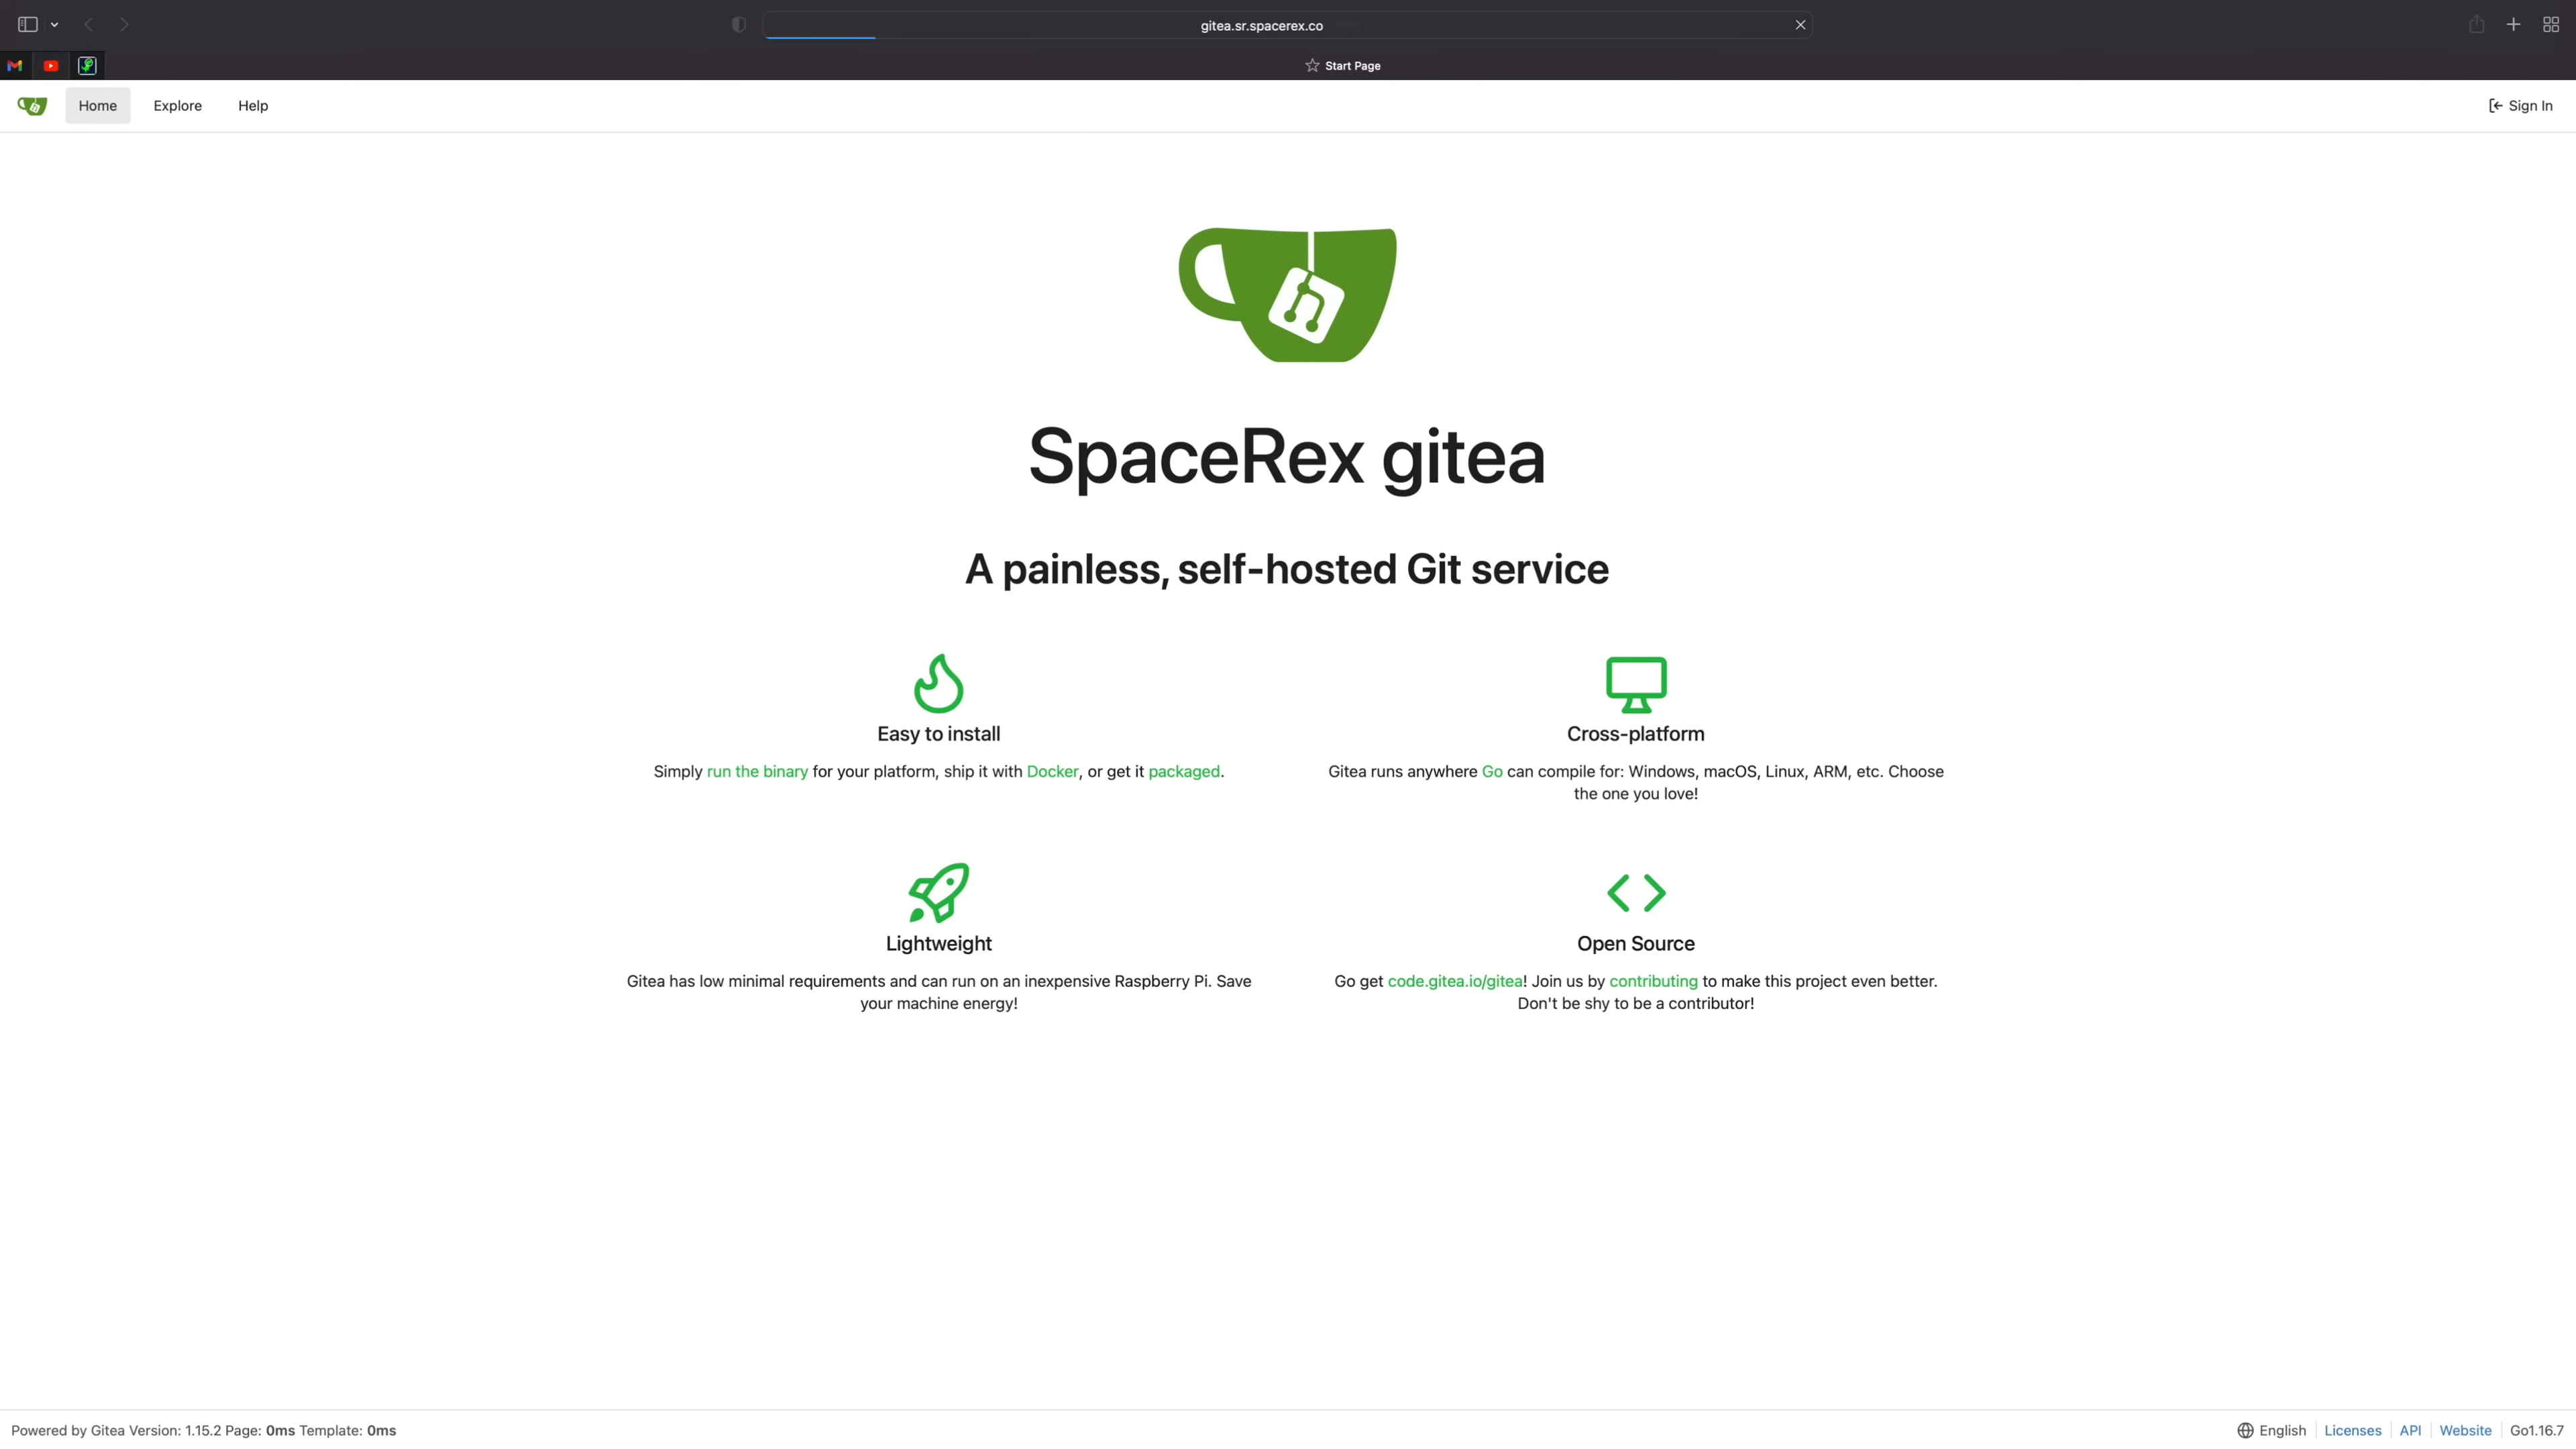 gitea.sr.spacerex.co
Start Page
Home Explore Help Sign In
SpaceRex gitea
A painless, self-hosted Git service
Easy to install
Simply run the binary for your platform, ship it with Docker, or get it packaged.
Cross-platform
Gitea runs anywhere Go can compile for: Windows, macOS, Linux, ARM, etc. Choose
the one you love!
Lightweight
Gitea has low minimal requirements and can run on an inexpensive Raspberry Pi. Save
your machine energy!
Open Source
Go get code.gitea.io/gitea! Join us by contributing to make this project even better.
Don't be shy to be a contributor!
Powered by Gitea Version: 1.15.2 Page: 0ms Template: 0ms English Licenses API Website Go1.16.7